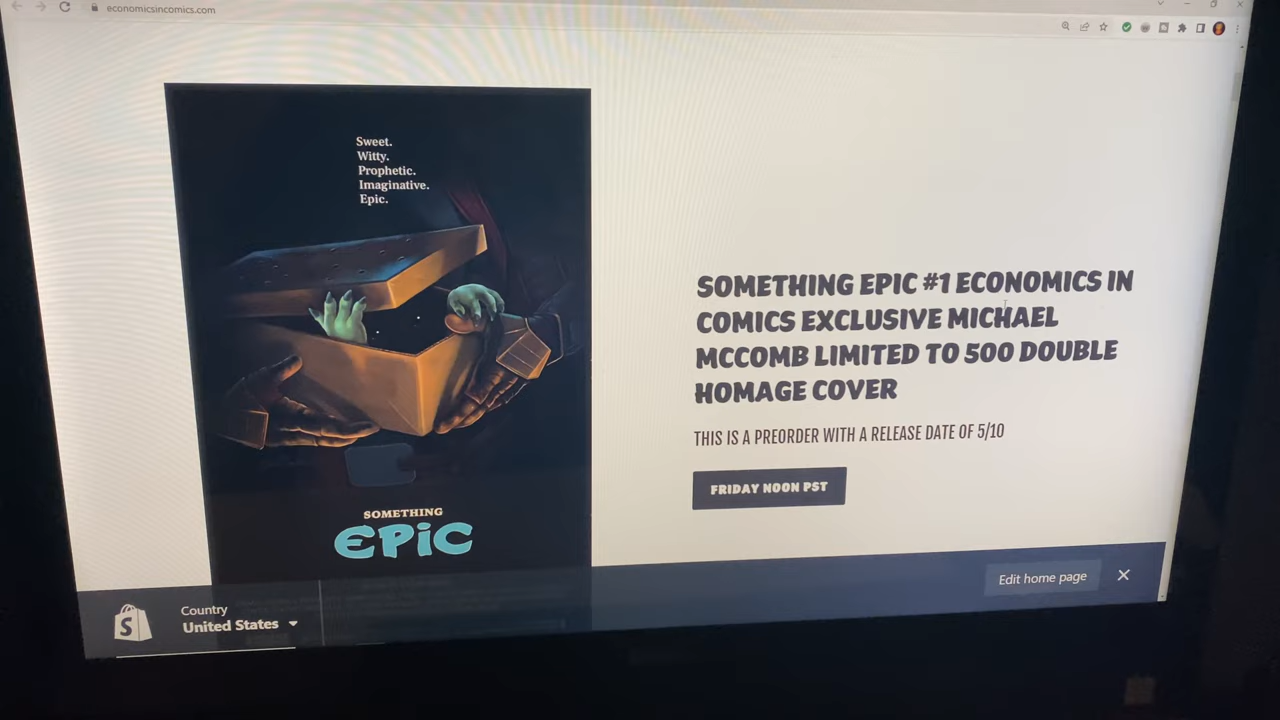 economicsincomics.com
Sweet.
Witty.
Prophetic.
Imaginative.
Epic.
SOMETHING
EPIC
SOMETHING EPIC #1 ECONOMICS IN
COMICS EXCLUSIVE MICHAEL
MCCOMB LIMITED TO 500 DOUBLE
HOMAGE COVER
THIS IS A PREORDER WITH A RELEASE DATE OF 5/10
FRIDAY NOON PST
Edit home page
Country
United States